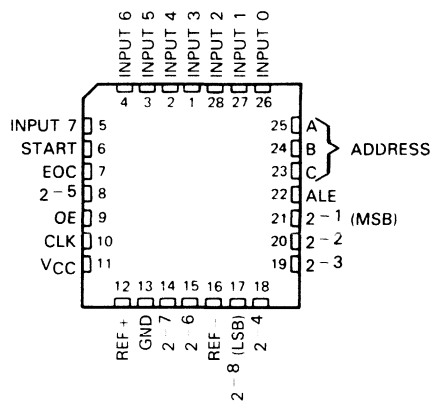 INPUT 6
INPUT 5
INPUT 4
INPUT 3
INPUT 2
INPUT 1
INPUT 0
4 3 2 1 28 27 26
INPUT 7 5 25 A
START 6 24 B ADDRESS
EOC 7 23 C
2-5 8 22 ALE
OE 9 21 2-1 (MSB)
CLK 10 20 2-2
VCC 11 19 2-3
12 13 14 15 16 17 18
REF+
GND
2-7
2-6
REF-
2-8 (LSB)
2-4